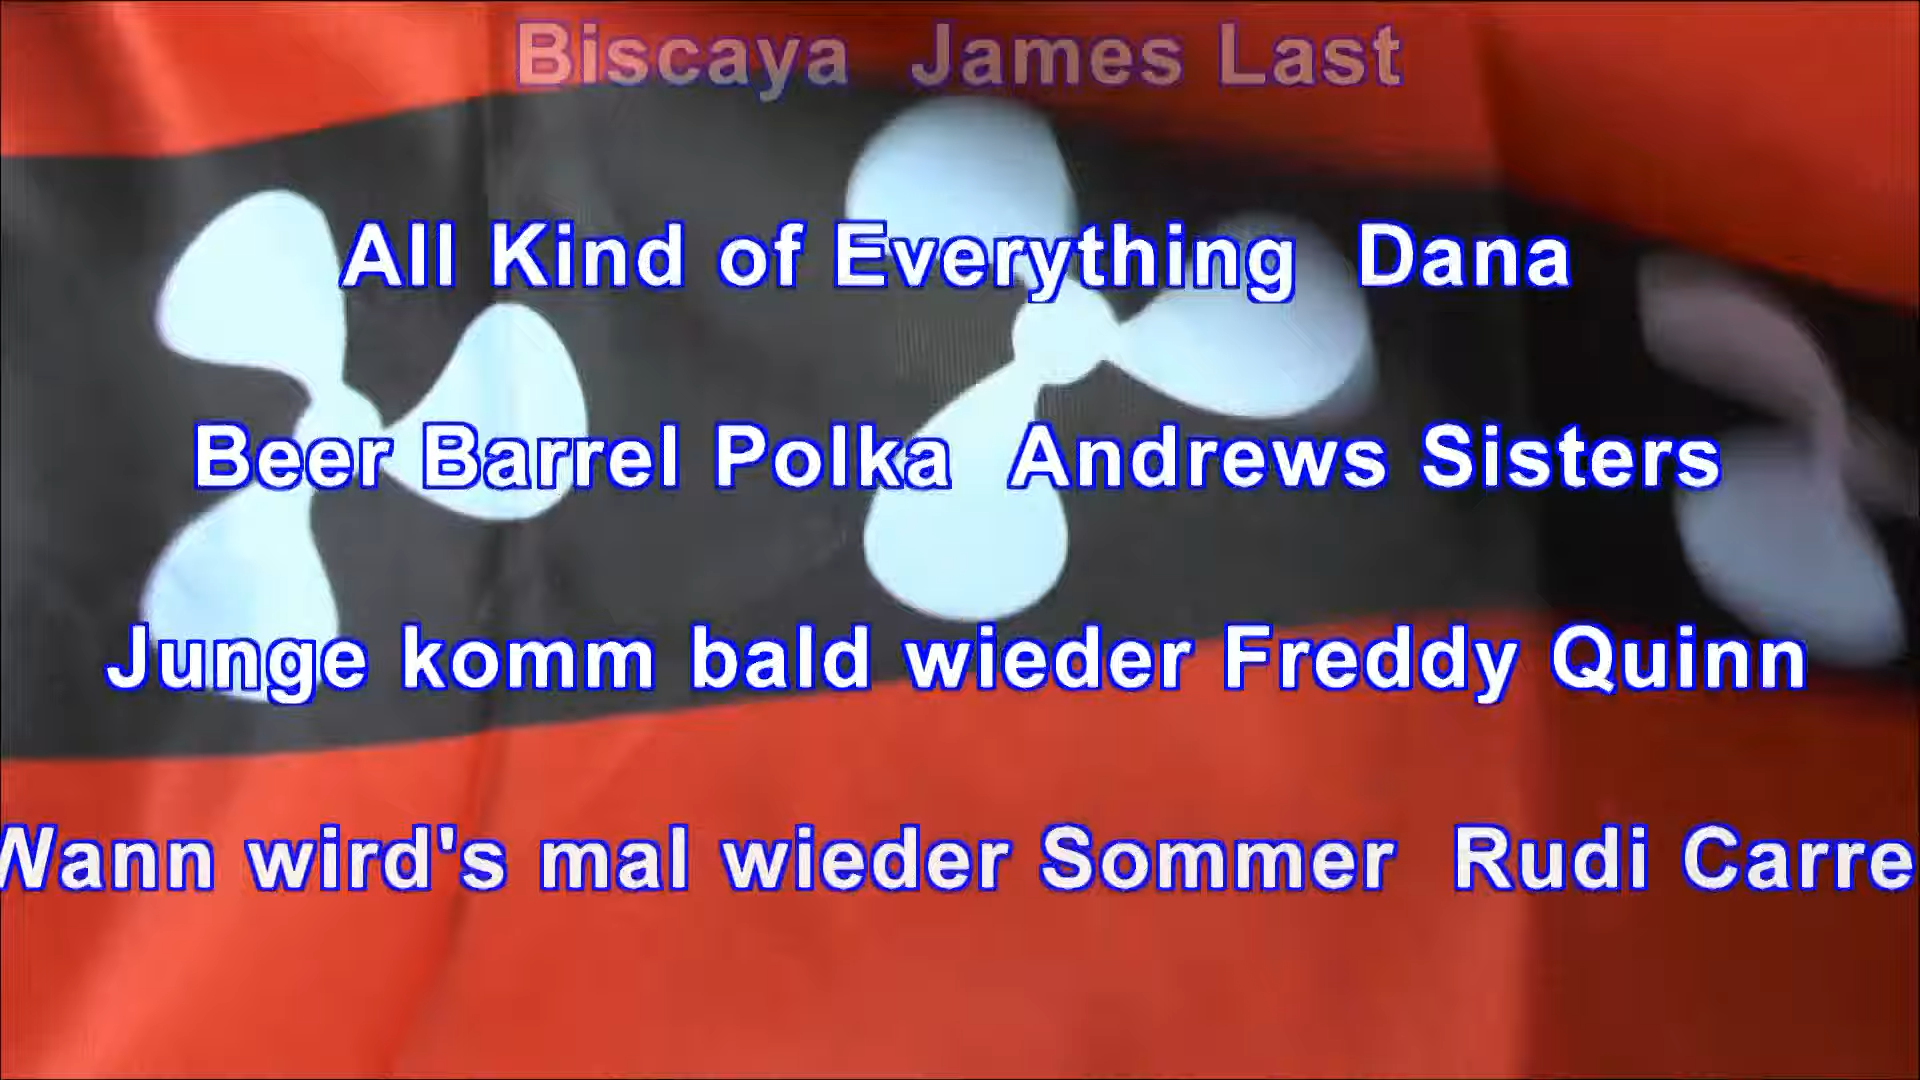 Biscaya James Last
All Kind of Everything Dana
Beer Barrel Polka Andrews Sisters
Junge komm bald wieder Freddy Quinn
Wann wird's mal wieder Sommer Rudi Carre